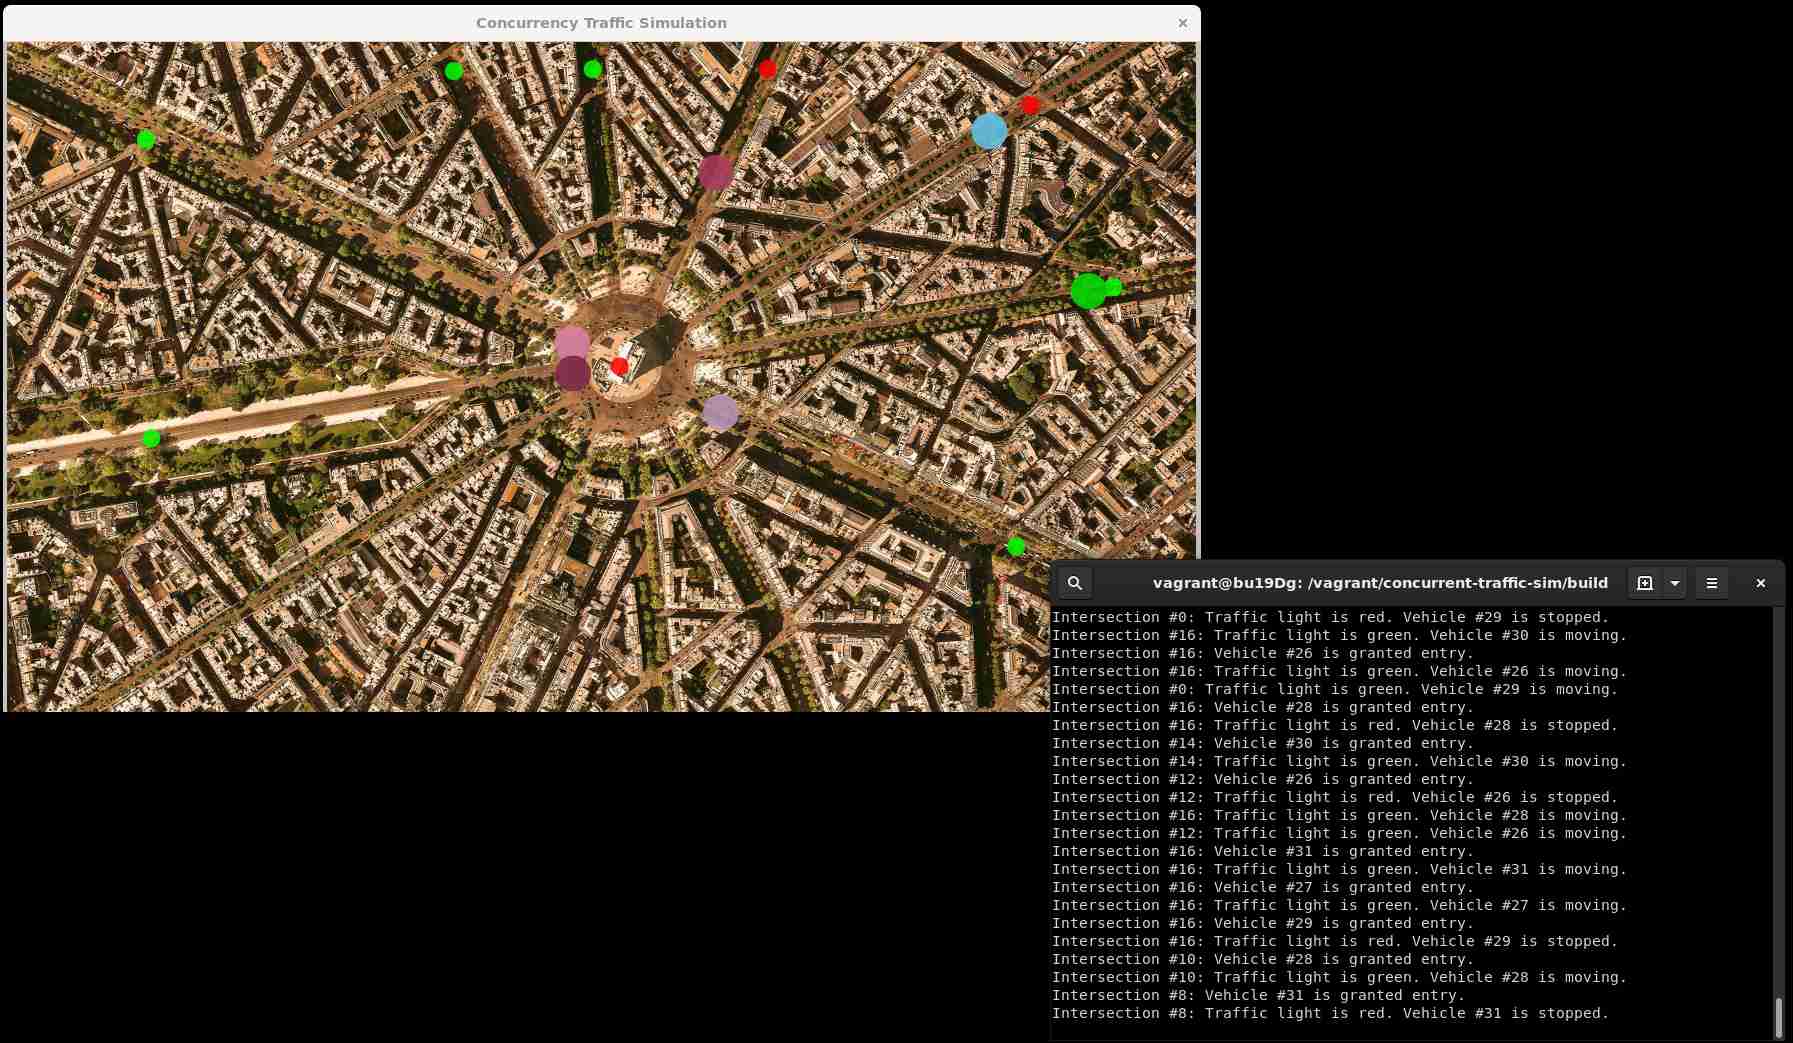 Concurrency Traffic Simulation
vagrant@bu19Dg: /vagrant/concurrent-traffic-sim/build
Intersection #0: Traffic light is red. Vehicle #29 is stopped.
Intersection #16: Traffic light is green. Vehicle #30 is moving.
Intersection #16: Vehicle #26 is granted entry.
Intersection #16: Traffic light is green. Vehicle #26 is moving.
Intersection #0: Traffic light is green. Vehicle #29 is moving.
Intersection #16: Vehicle #28 is granted entry.
Intersection #16: Traffic light is red. Vehicle #28 is stopped.
Intersection #14: Vehicle #30 is granted entry.
Intersection #14: Traffic light is green. Vehicle #30 is moving.
Intersection #12: Vehicle #26 is granted entry.
Intersection #12: Traffic light is red. Vehicle #26 is stopped.
Intersection #16: Traffic light is green. Vehicle #28 is moving.
Intersection #12: Traffic light is green. Vehicle #26 is moving.
Intersection #16: Vehicle #31 is granted entry.
Intersection #16: Traffic light is green. Vehicle #31 is moving.
Intersection #16: Vehicle #27 is granted entry.
Intersection #16: Traffic light is green. Vehicle #27 is moving.
Intersection #16: Vehicle #29 is granted entry.
Intersection #16: Traffic light is red. Vehicle #29 is stopped.
Intersection #10: Vehicle #28 is granted entry.
Intersection #10: Traffic light is green. Vehicle #28 is moving.
Intersection #8: Vehicle #31 is granted entry.
Intersection #8: Traffic light is red. Vehicle #31 is stopped.